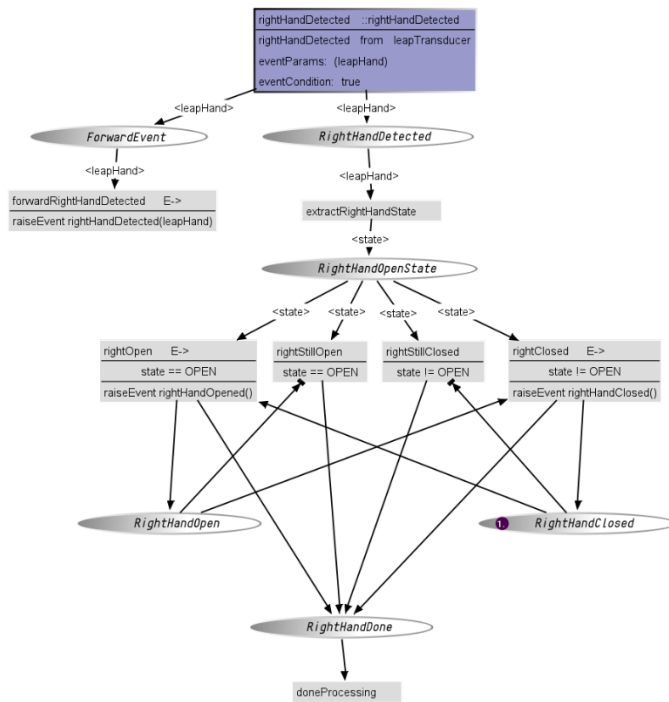 rightHandDetected ::rightHandDetected
rightHandDetected from leapTransducer
eventParams: (leapHand)
eventCondition: true
<leapHand> <leapHand>
ForwardEvent RightHandDetected
<leapHand> <leapHand>
forwardRightHandDetected E->
raiseEvent rightHandDetected(leapHand)
extractRightHandState
<state>
RightHandOpenState
<state> <state> <state> <state>
rightOpen E->
state == OPEN
raiseEvent rightHandOpened()
rightStillOpen
state == OPEN
rightStillClosed
state != OPEN
rightClosed E->
state != OPEN
raiseEvent rightHandClosed()
RightHandOpen
1. RightHandClosed
RightHandDone
doneProcessing